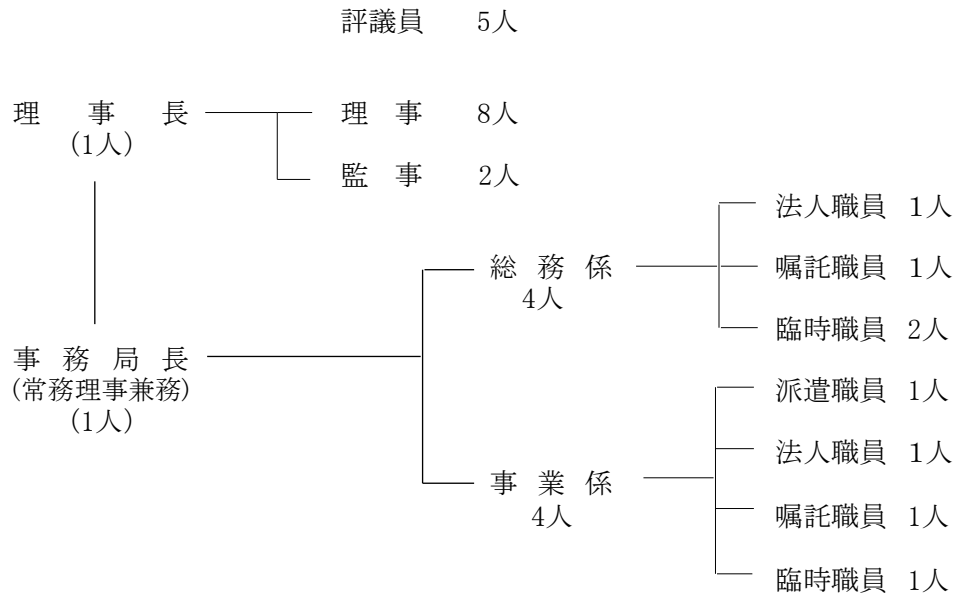 評議員 5人
理事長 理事 8人
(1人)
監事 2人
法人職員 1人
総務係 嘱託職員 1人
4人
臨時職員 2人
事務局長
(常務理事兼務)
(1人)
派遣職員 1人
法人職員 1人
事業係
4人
嘱託職員 1人
臨時職員 1人